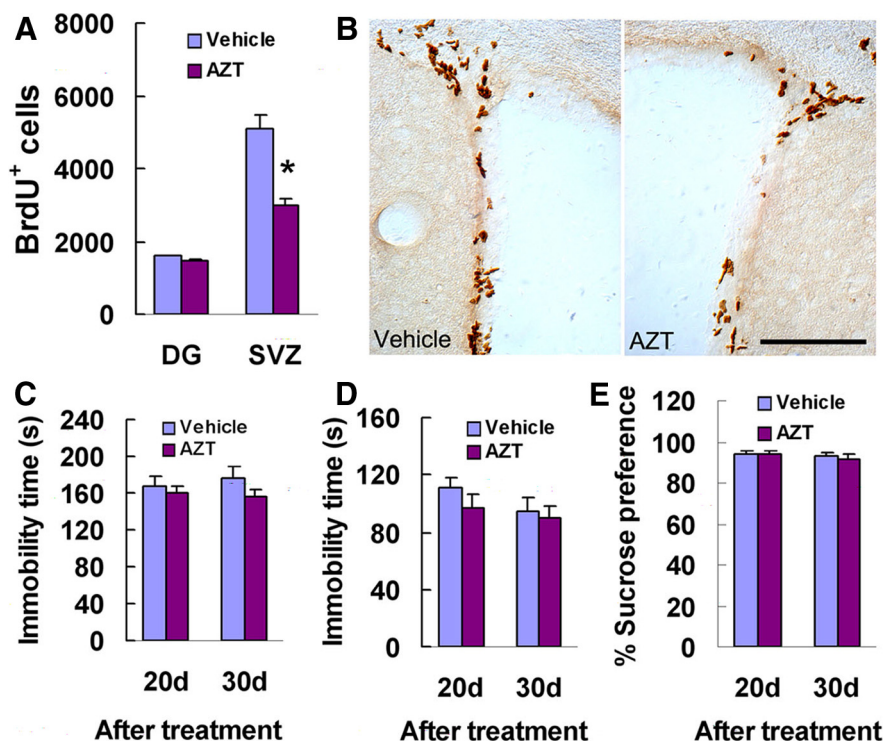 A
8000
6000
4000
2000
0
BrdU+ cells
Vehicle
AZT
*
DG SVZ
B
Vehicle
AZT
C
240
200
160
120
80
40
0
Immobility time (s)
Vehicle
AZT
20d 30d
After treatment
D
160
120
80
40
0
Immobility time (s)
Vehicle
AZT
20d 30d
After treatment
E
120
100
80
60
40
20
0
% Sucrose preference
Vehicle
AZT
20d 30d
After treatment